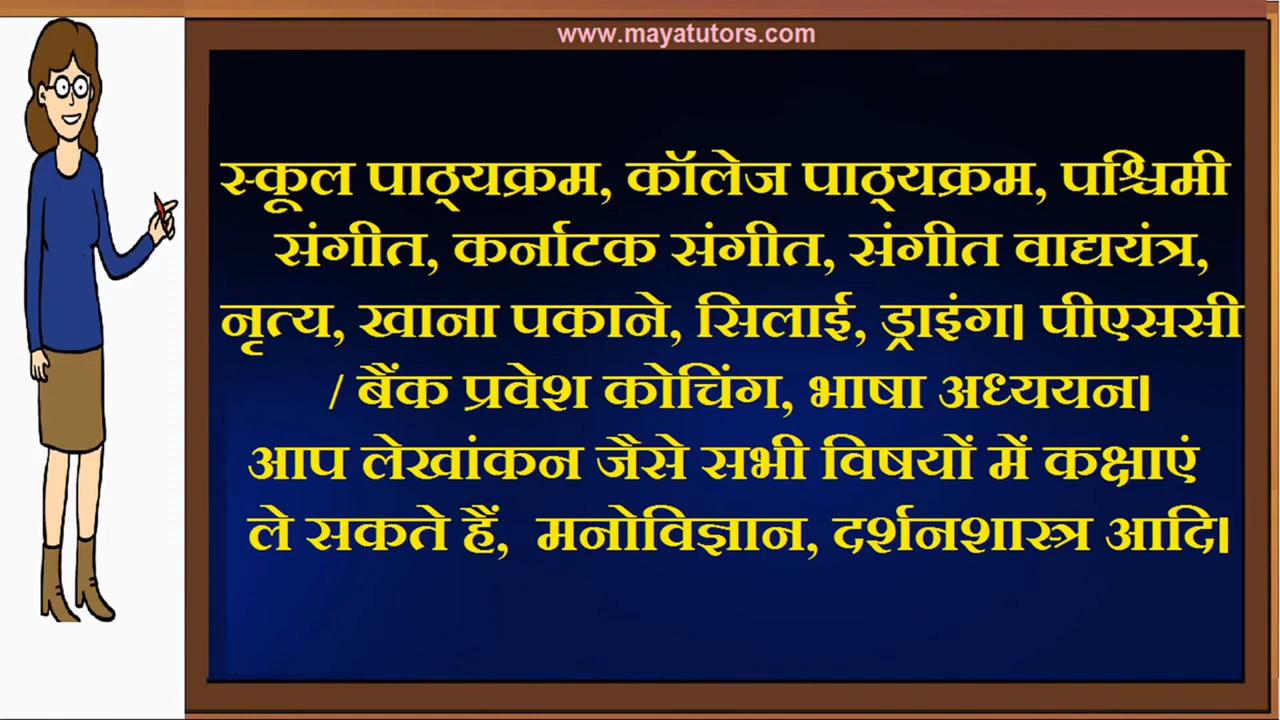 www.mayatutors.com
स्कूल पाठ्यक्रम, कॉलेज पाठ्यक्रम, पश्चिमी
संगीत, कर्नाटक संगीत, संगीत वाद्ययंत्र,
नृत्य, खाना पकाने, सिलाई, ड्राइंग। पीएससी
/ बैंक प्रवेश कोचिंग, भाषा अध्ययन।
आप लेखांकन जैसे सभी विषयों में कक्षाएं
ले सकते हैं, मनोविज्ञान, दर्शनशास्त्र आदि।